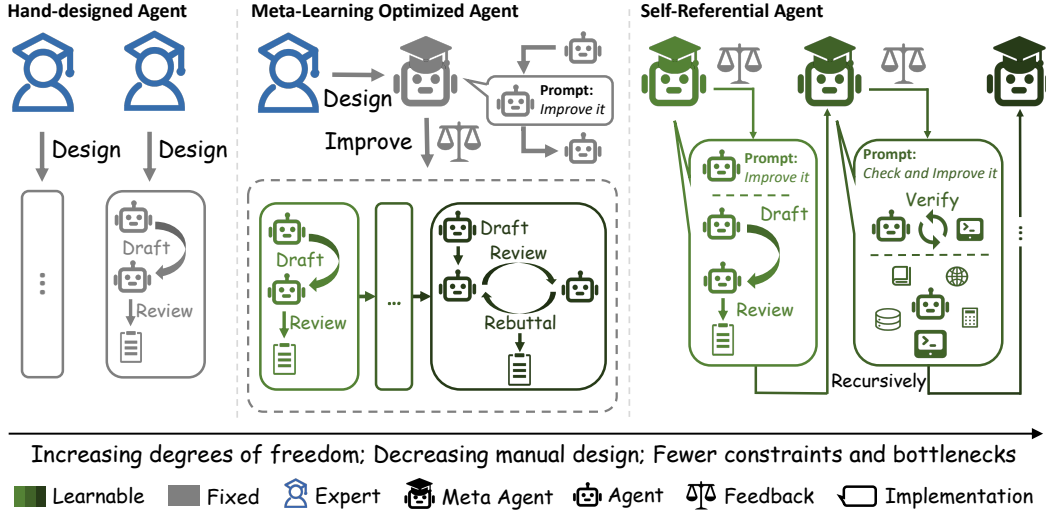 Hand-designed Agent
Design
Design
...
Draft
Review
Meta-Learning Optimized Agent
Design
Prompt:
Improve it
Improve
Draft
Review
...
Draft
Review
Rebuttal
Self-Referential Agent
Prompt:
Improve it
Draft
Review
Prompt:
Check and Improve it
Verify
Recursively
...
Increasing degrees of freedom; Decreasing manual design; Fewer constraints and bottlenecks
Learnable
Fixed
Expert
Meta Agent
Agent
Feedback
Implementation